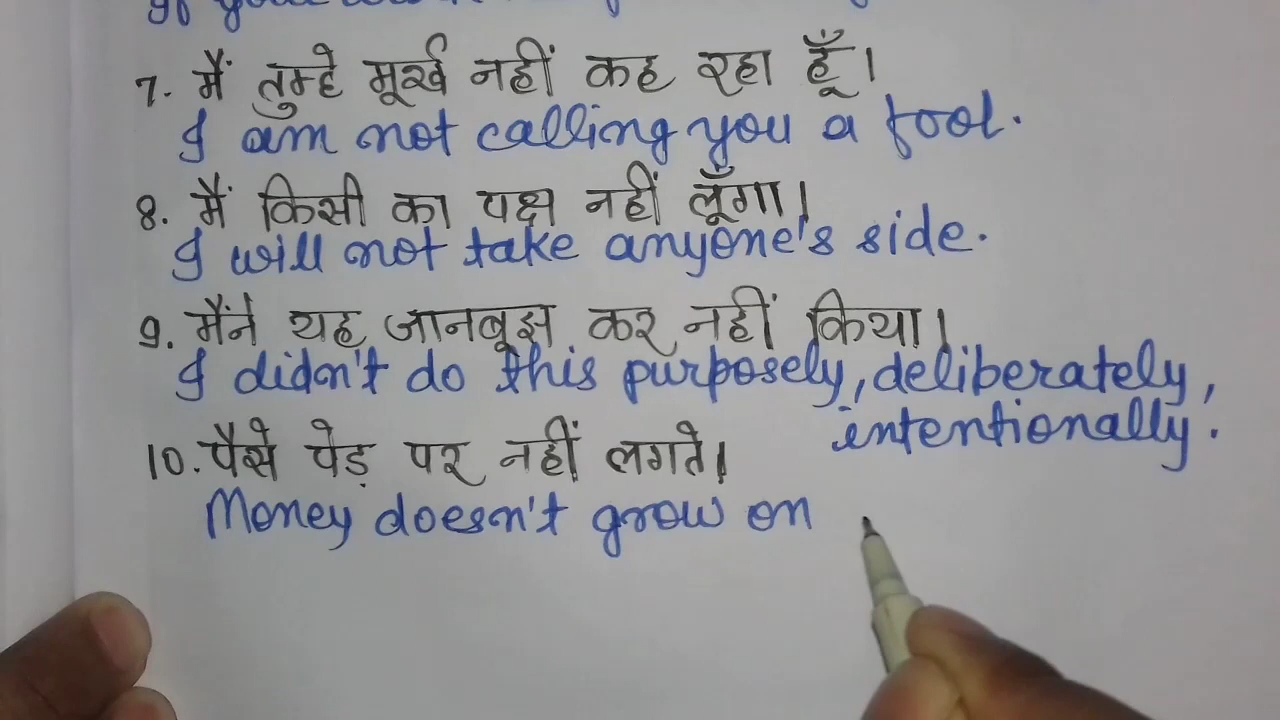 7. मैं तुम्हे मूर्ख नहीं कह रहा हूँ।
I am not calling you a fool.
8. मैं किसी का पक्ष नहीं लूँगा।
I will not take anyone's side.
9. मैंने यह जानबूझ कर नहीं किया।
I didn't do this purposely, deliberately,
intentionally.
10. पैसे पेड़ पर नहीं लगते।
Money doesn't grow on